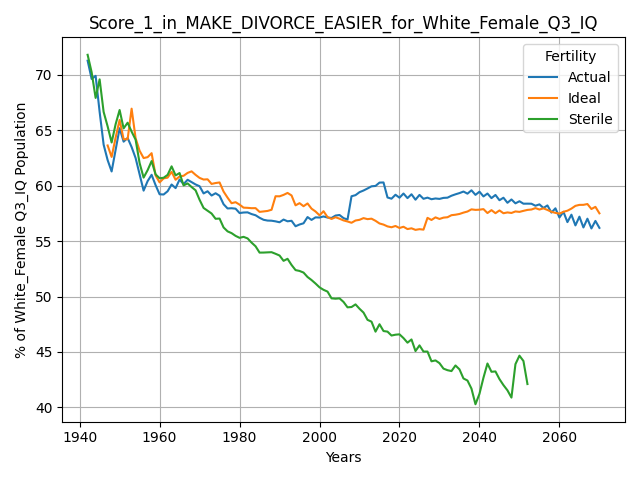 Score_1_in_MAKE_DIVORCE_EASIER_for_White_Female_Q3_IQ
% of White_Female Q3_IQ Population
70
65
60
55
50
45
40
Fertility
Actual
Ideal
Sterile
1940 1960 1980 2000 2020 2040 2060
Years